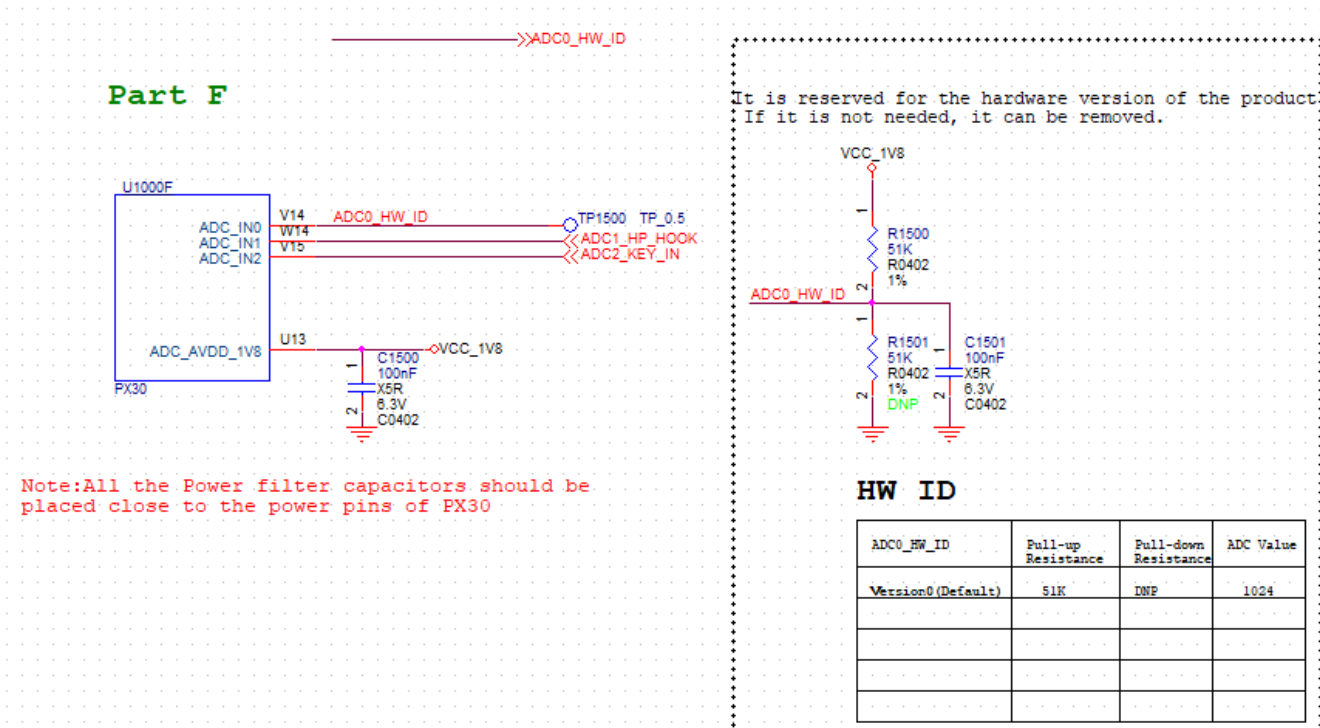 ADC0_HW_ID
Part F
U1000F
ADC_IN0
ADC_IN1
ADC_IN2
V14
W14
V15
ADC0_HW_ID
TP1500 TP_0.5
ADC1_HP_HOOK
ADC2_KEY_IN
ADC_AVDD_1V8
U13
VCC_1V8
PX30
1
2
C1500
100nF
X5R
6.3V
C0402
Note:All the Power filter capacitors should be
placed close to the power pins of PX30
It is reserved for the hardware version of the product
If it is not needed, it can be removed.
VCC_1V8
1
2
R1500
51K
R0402
1%
ADC0_HW_ID
1
2
R1501
51K
R0402
1%
DNP
1
2
C1501
100nF
X5R
6.3V
C0402
HW ID
ADC0_HW_ID Pull-up Resistance Pull-down Resistance ADC Value
Version0(Default) 51K DNP 1024